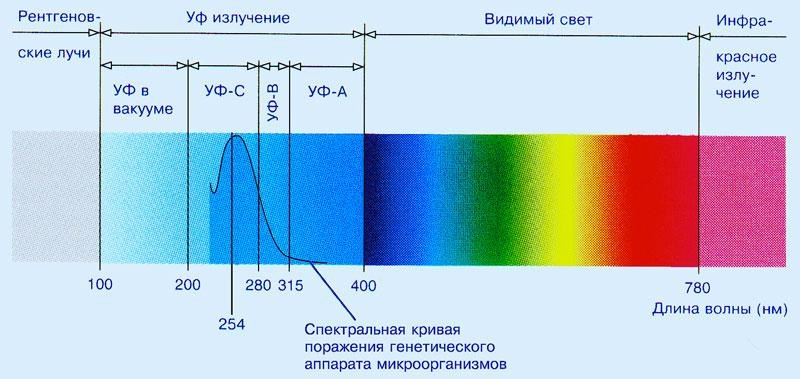 Рентгенов-
ские лучи
Уф излучение
Видимый свет
Инфра-
красное
излу-
чение
УФ в
вакууме
УФ-С
УФ-В
УФ-А
100
200
254
280
315
400
780
Длина волны (нм)
Спектральная кривая
поражения генетического
аппарата микроорганизмов